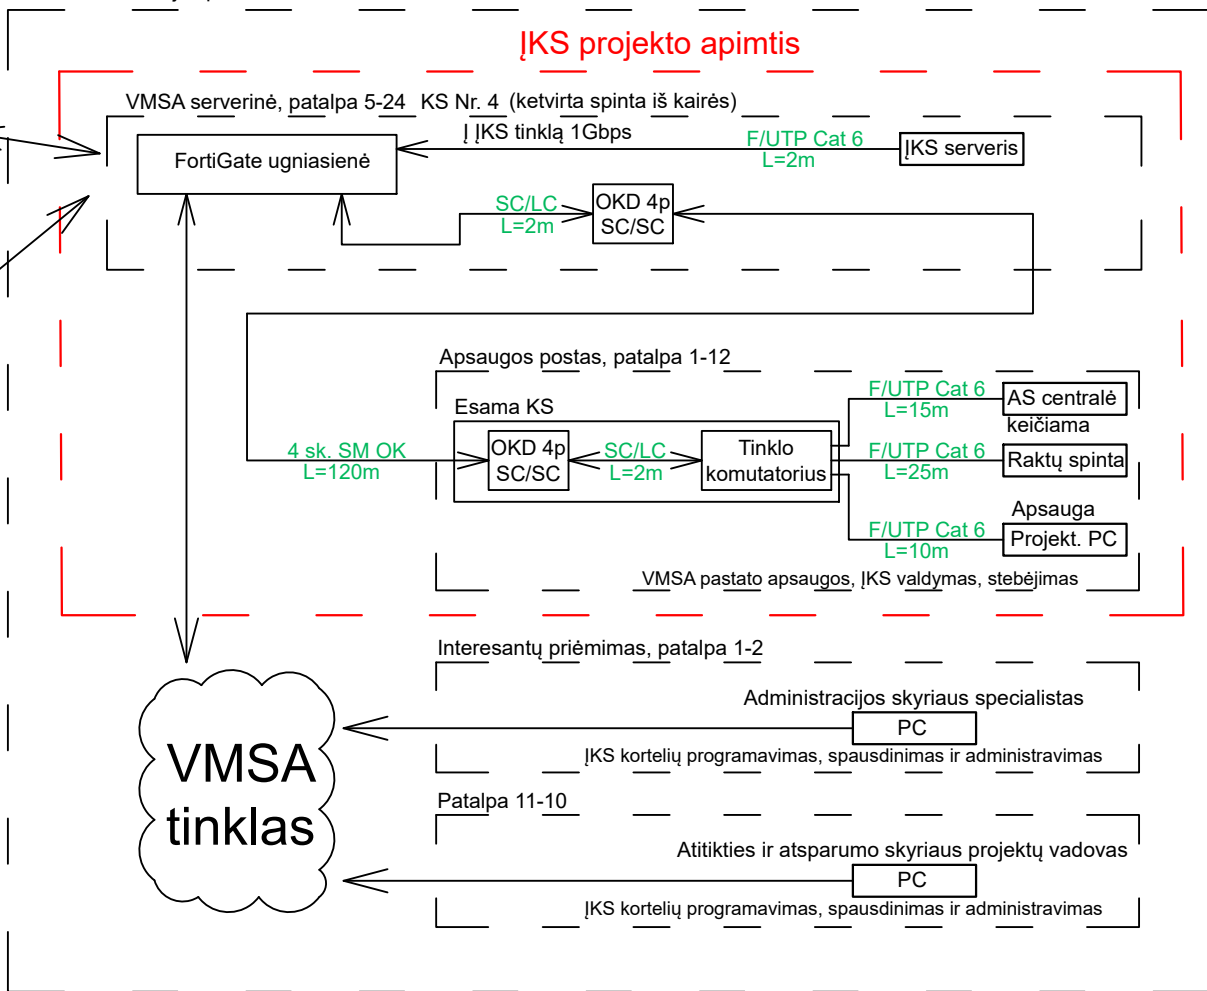 ĮKS projekto apimtis
VMSA serverinė, patalpa 5-24 KS Nr. 4 (ketvirta spinta iš kairės)
FortiGate ugniasienė
Į ĮKS tinklą 1Gbps
F/UTP Cat 6
L=2m
ĮKS serveris
SC/LC
L=2m
OKD 4p
SC/SC
Apsaugos postas, patalpa 1-12
Esama KS
4 sk. SM OK
L=120m
OKD 4p
SC/SC
SC/LC
L=2m
Tinklo
komutatorius
F/UTP Cat 6
L=15m
AS centralė
keičiama
F/UTP Cat 6
L=25m
Raktų spinta
Apsauga
F/UTP Cat 6
L=10m
Projekt. PC
VMSA pastato apsaugos, ĮKS valdymas, stebėjimas
Interesantų priėmimas, patalpa 1-2
Administracijos skyriaus specialistas
PC
ĮKS kortelių programavimas, spausdinimas ir administravimas
VMSA
tinklas
Patalpa 11-10
Atitikties ir atsparumo skyriaus projektų vadovas
PC
ĮKS kortelių programavimas, spausdinimas ir administravimas